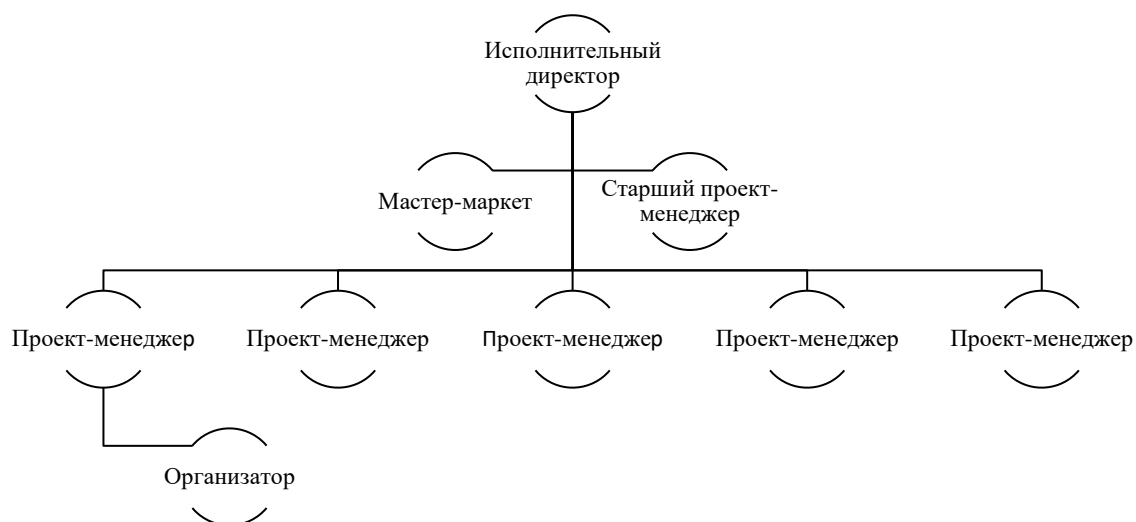 Исполнительный
директор
Мастер-маркет
Старший проект-
менеджер
Проект-менеджер
Проект-менеджер
Проект-менеджер
Проект-менеджер
Проект-менеджер
Организатор